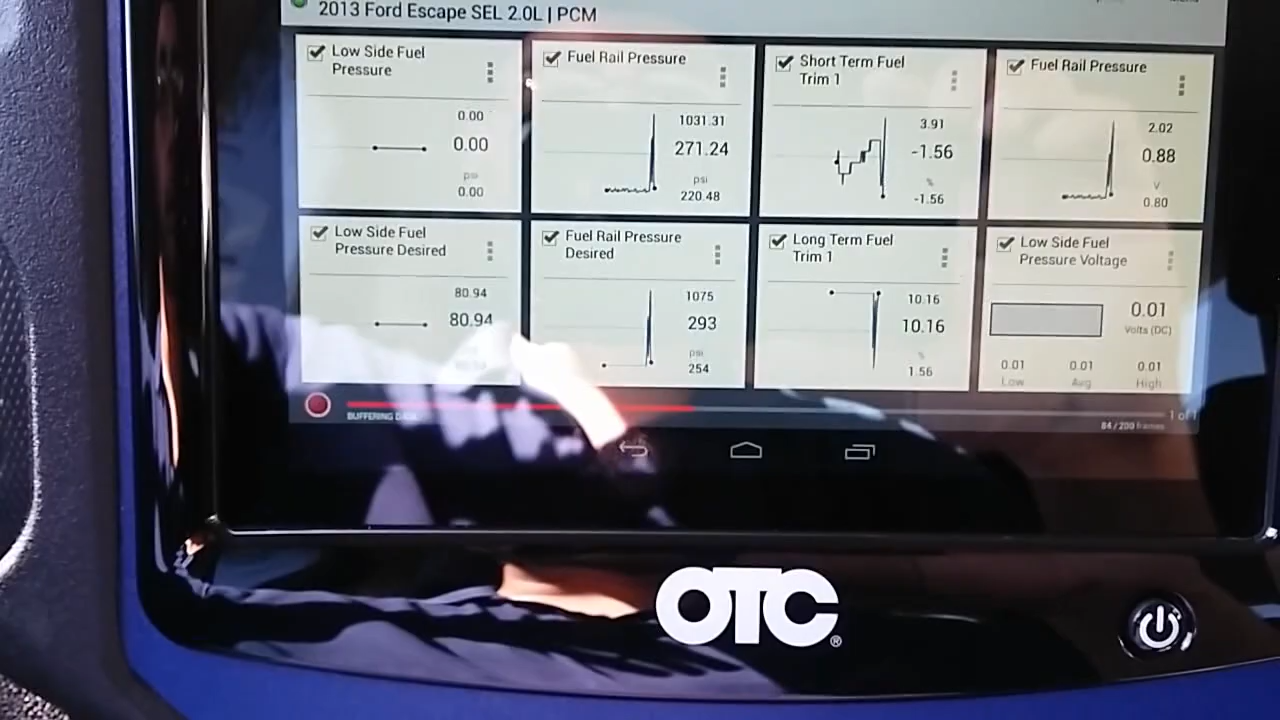 2013 Ford Escape SEL 2.0L | PCM
Low Side Fuel
Pressure
0.00
0.00
psi
0.00
Fuel Rail Pressure
1031.31
271.24
psi
220.48
Short Term Fuel
Trim 1
3.91
-1.56
%
-1.56
Fuel Rail Pressure
2.02
0.88
V
0.80
Low Side Fuel
Pressure Desired
80.94
80.94
Fuel Rail Pressure
Desired
1075
293
psi
254
Long Term Fuel
Trim 1
10.16
10.16
%
1.56
Low Side Fuel
Pressure Voltage
0.01
Volts (DC)
0.01 0.01 0.01
Low Avg High
BUFFERING DATA
1 of 1
84 / 200 frames
OTC®